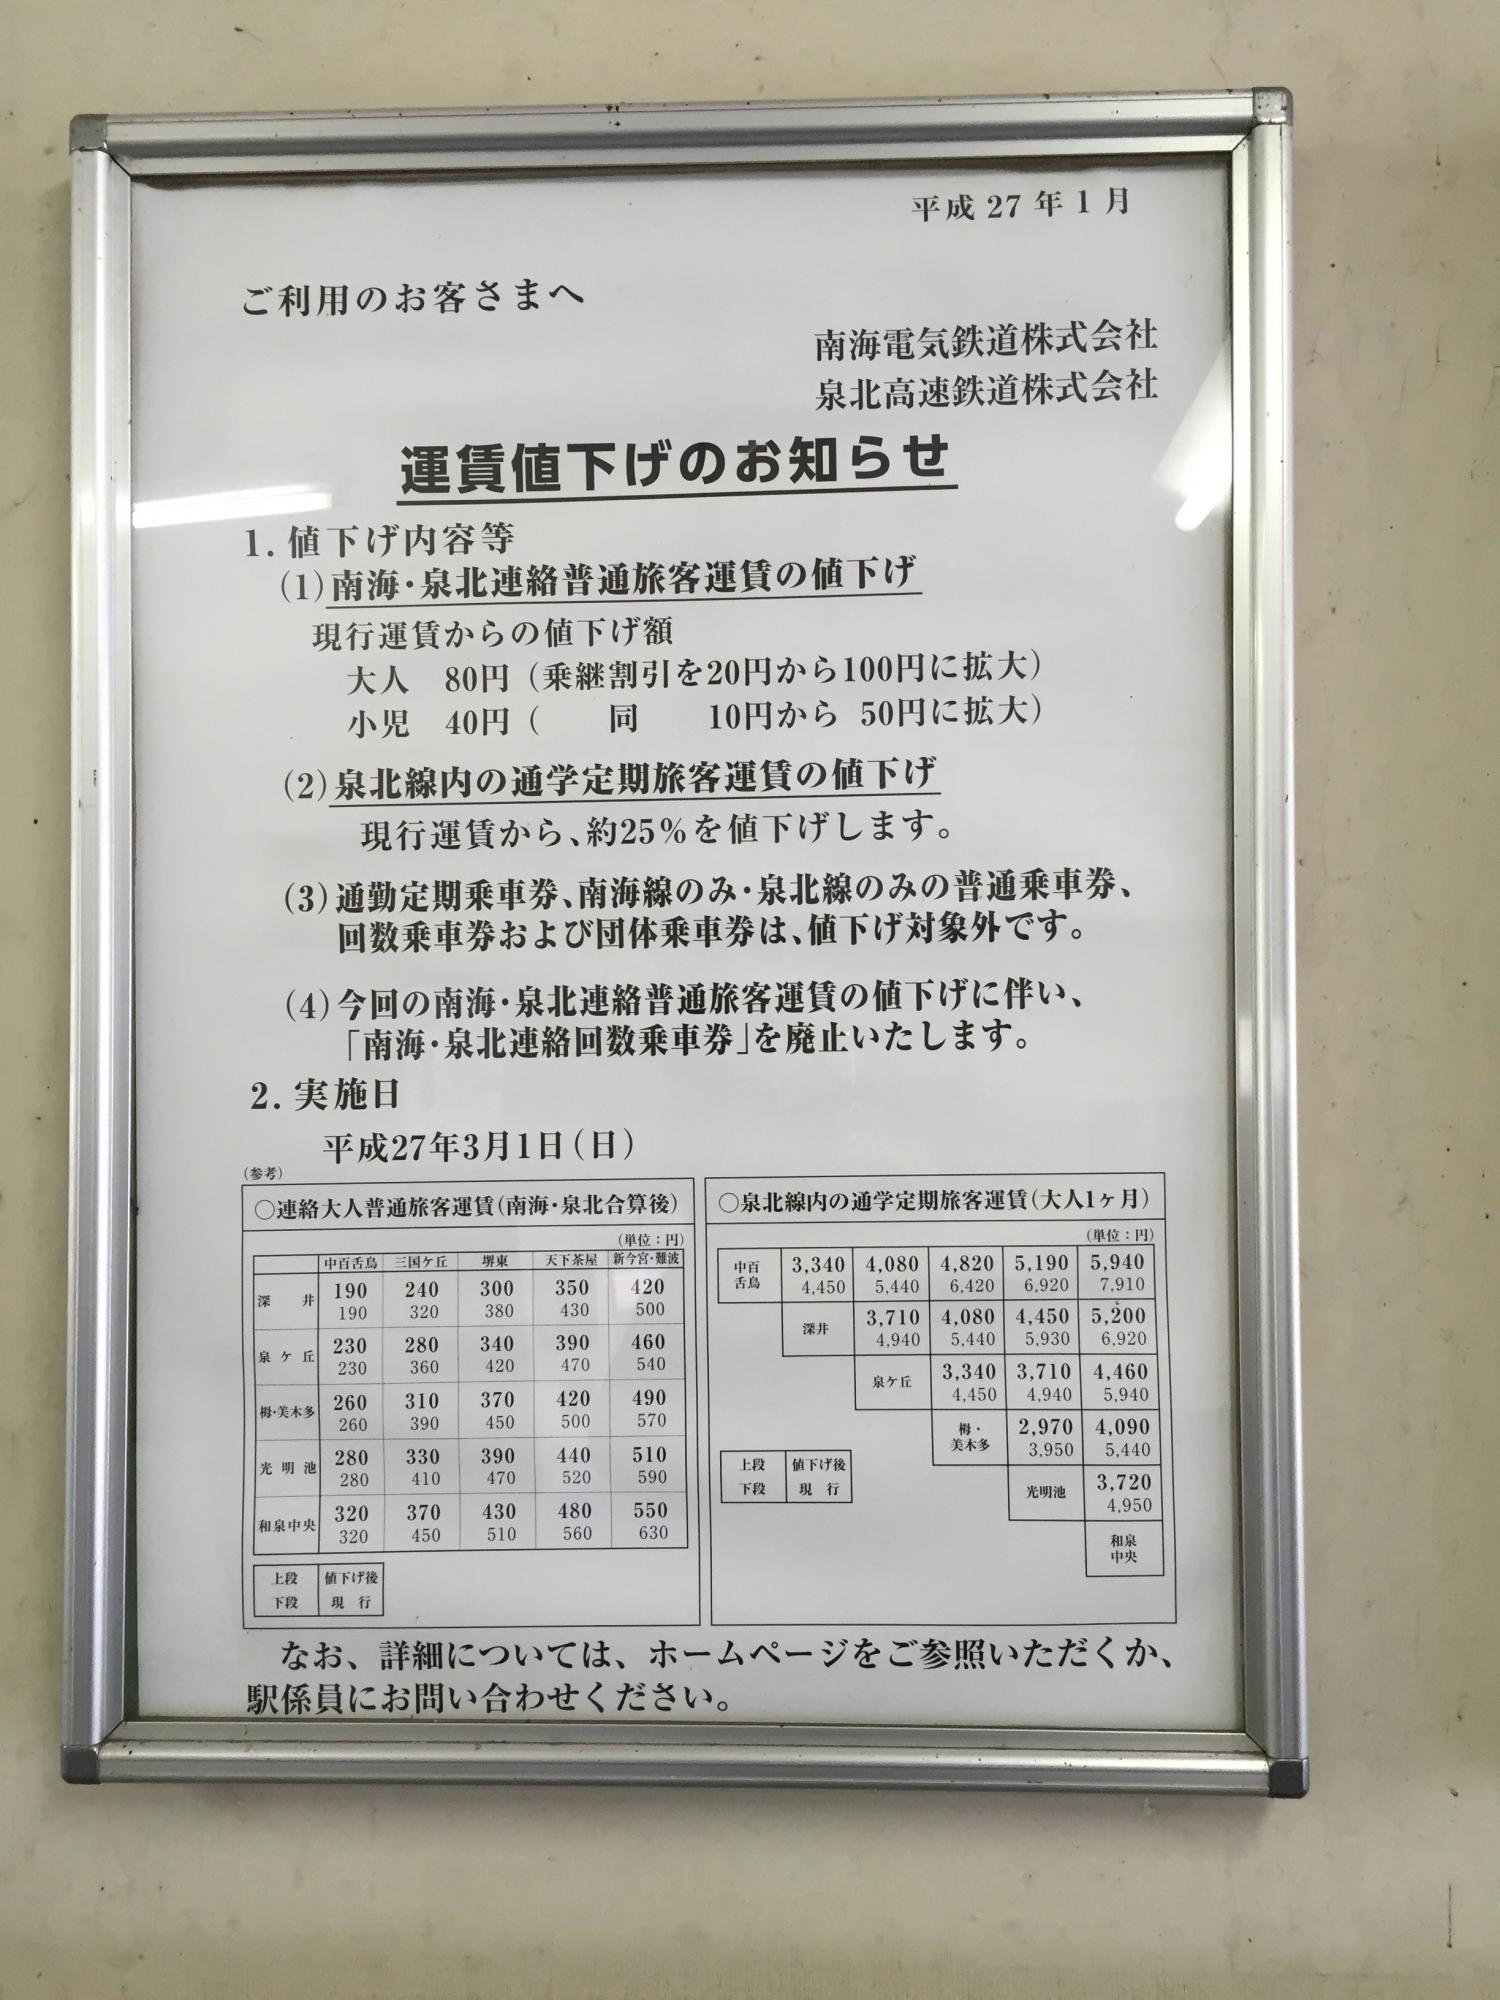 平成27年1月
ご利用のお客さまへ
南海電気鉄道株式会社
泉北高速鉄道株式会社
運賃値下げのお知らせ
1. 値下げ内容等
(1)南海・泉北連絡普通旅客運賃の値下げ
現行運賃からの値下げ額
大人 80円(乗継割引を20円から100円に拡大)
小児 40円( 同 10円から 50円に拡大)
(2)泉北線内の通学定期旅客運賃の値下げ
現行運賃から、約25%を値下げします。
(3)通勤定期乗車券、南海線のみ・泉北線のみの普通乗車券、
回数乗車券および団体乗車券は、値下げ対象外です。
(4)今回の南海・泉北連絡普通旅客運賃の値下げに伴い、
「南海・泉北連絡回数乗車券」を廃止いたします。
2. 実施日
平成27年3月1日(日)
(参考)
○連絡大人普通旅客運賃(南海・泉北合算後)
(単位:円)
中百舌鳥 三国ケ丘 堺東 天下茶屋 新今宮・難波
深井 190 240 300 350 420
190 320 380 430 500
泉ケ丘 230 280 340 390 460
230 360 420 470 540
栂・美木多 260 310 370 420 490
260 390 450 500 570
光明池 280 330 390 440 510
280 410 470 520 590
和泉中央 320 370 430 480 550
320 450 510 560 630
上段 値下げ後
下段 現行
○泉北線内の通学定期旅客運賃(大人1ヶ月)
(単位:円)
中百 3,340 4,080 4,820 5,190 5,940
舌鳥 4,450 5,440 6,420 6,920 7,910
深井 3,710 4,080 4,450 5,200
4,940 5,440 5,930 6,920
泉ケ丘 3,340 3,710 4,460
4,450 4,940 5,940
栂・ 2,970 4,090
美木多 3,950 5,440
光明池 3,720
4,950
和泉
中央
上段 値下げ後
下段 現行
なお、詳細については、ホームページをご参照いただくか、
駅係員にお問い合わせください。